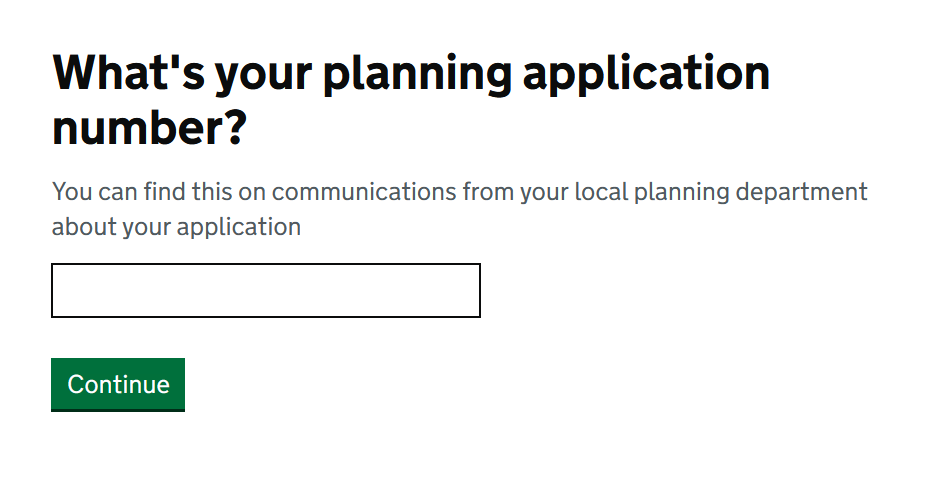 What's your planning application
number?
You can find this on communications from your local planning department
about your application
Continue